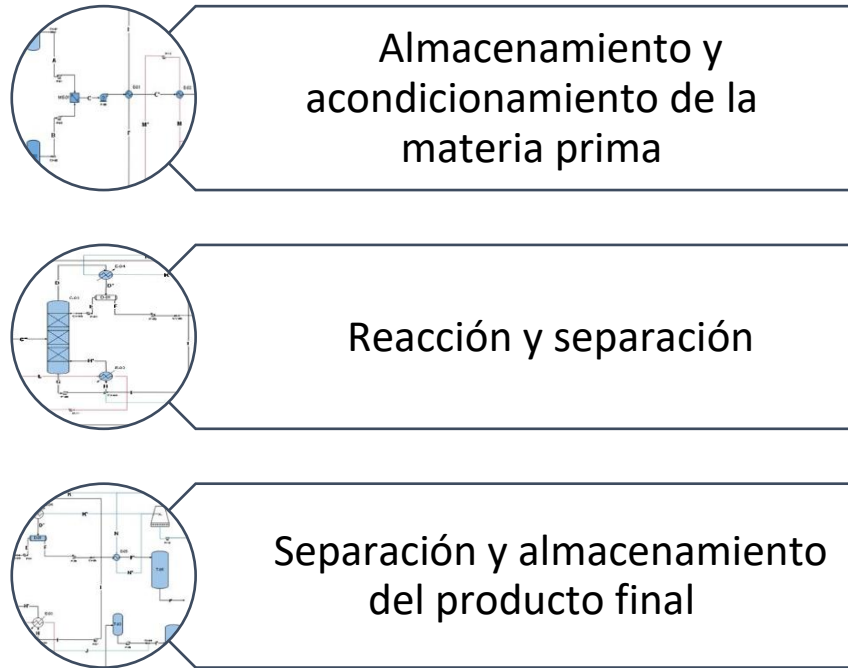 Almacenamiento y
acondicionamiento de la
materia prima
Reacción y separación
Separación y almacenamiento
del producto final